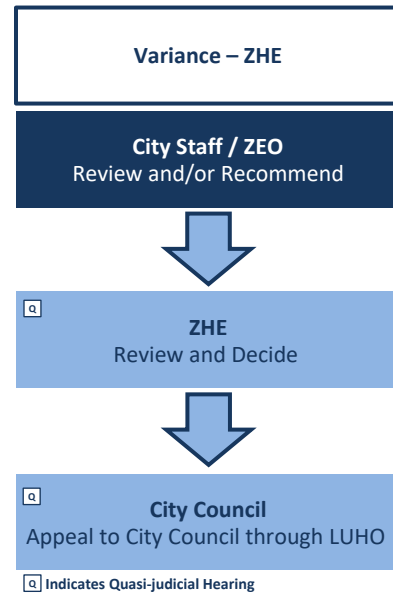 Variance – ZHE
City Staff / ZEO
Review and/or Recommend
Q
ZHE
Review and Decide
Q
City Council
Appeal to City Council through LUHO
Q Indicates Quasi-judicial Hearing